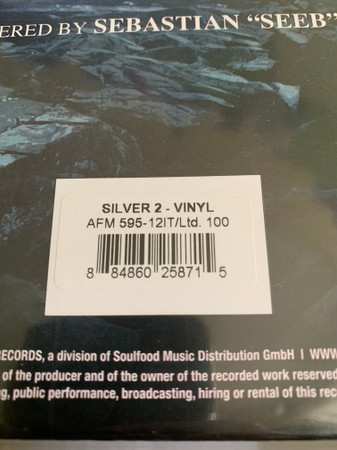 ERED BY SEBASTIAN "SEEB"
SILVER 2 - VINYL
AFM 595-12IT/Ltd. 100
8 84860 25871 5
ECORDS, a division of Soulfood Music Distribution GmbH I WWW
of the producer and of the owner of the recorded work reserved
g, public performance, broadcasting, hiring or rental of this rec